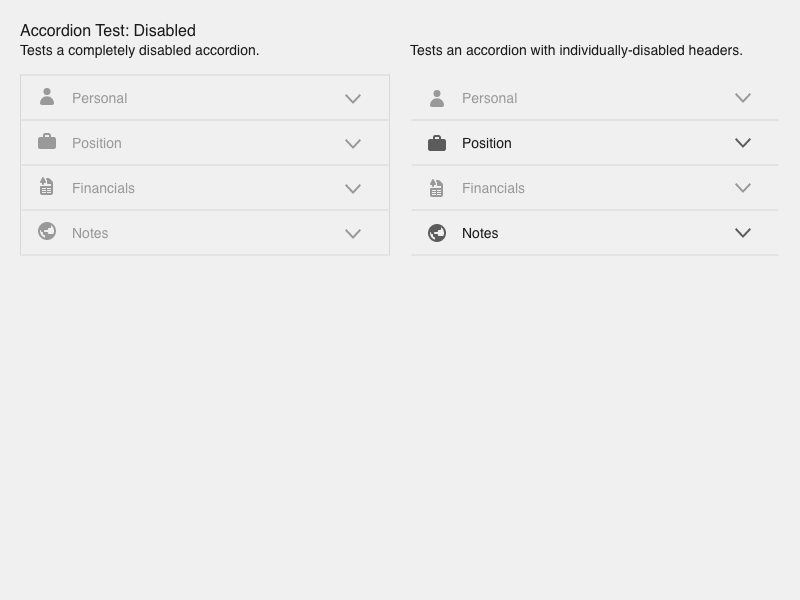 Accordion Test: Disabled
Tests a completely disabled accordion.
Personal
Position
Financials
Notes
Tests an accordion with individually-disabled headers.
Personal
Position
Financials
Notes